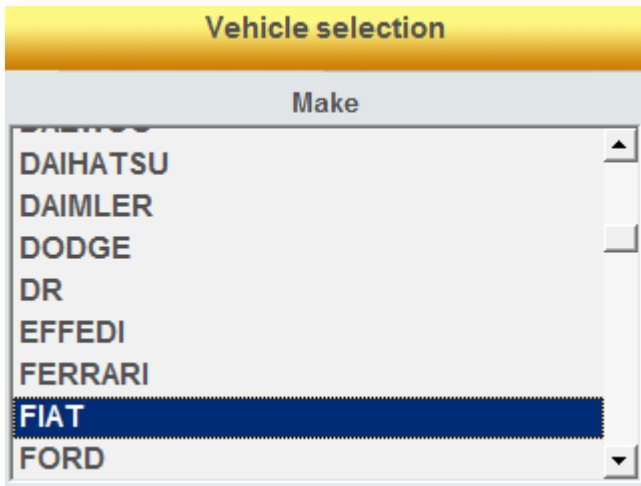 Vehicle selection
Make
DAIHATSU
DAIMLER
DODGE
DR
EFFEDI
FERRARI
FIAT
FORD